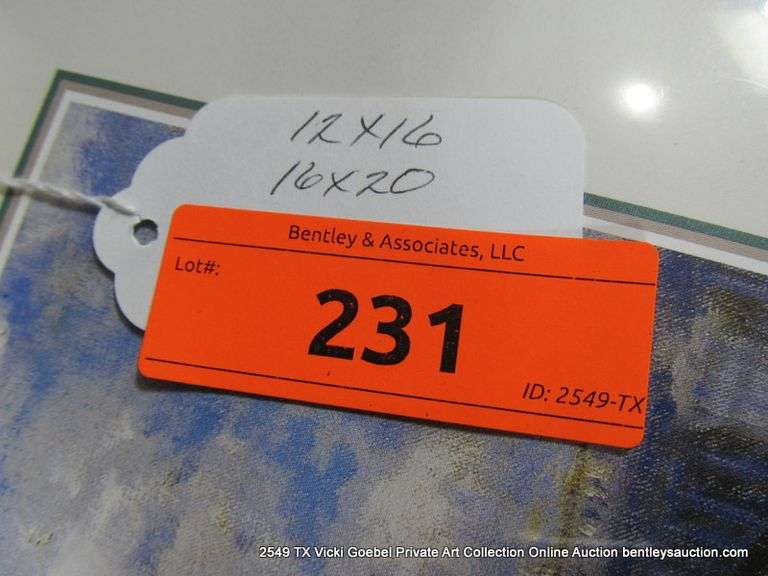 12X16
16X20
Bentley & Associates, LLC
Lot#:
231
ID: 2549-TX
2549 TX Vicki Goebel Private Art Collection Online Auction bentleysauction.com